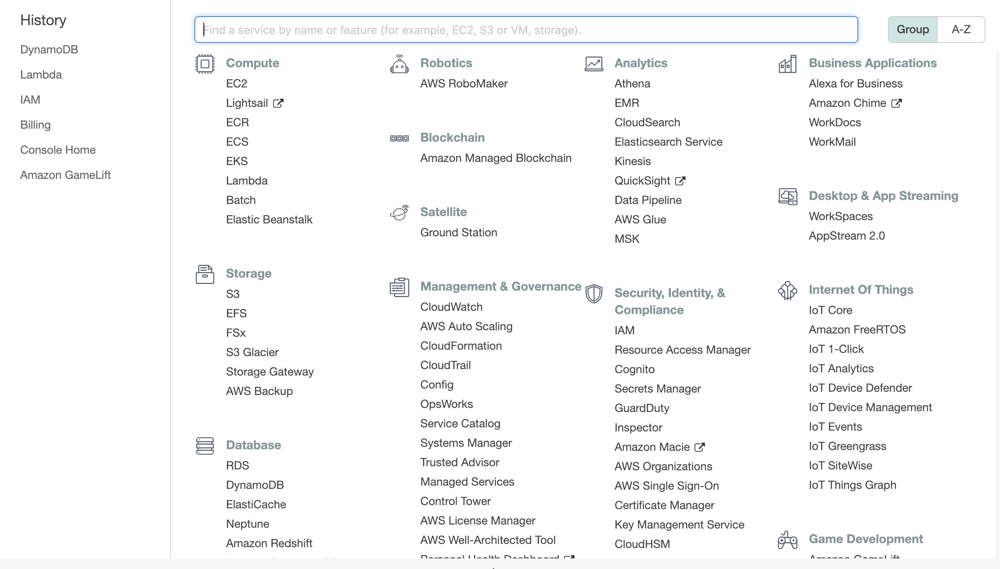 History
DynamoDB
Lambda
IAM
Billing
Console Home
Amazon GameLift
Find a service by name or feature (for example, EC2, S3 or VM, storage).
Group
A-Z
Compute
EC2
Lightsail
ECR
ECS
EKS
Lambda
Batch
Elastic Beanstalk
Storage
S3
EFS
FSx
S3 Glacier
Storage Gateway
AWS Backup
Database
RDS
DynamoDB
ElastiCache
Neptune
Amazon Redshift
Robotics
AWS RoboMaker
Blockchain
Amazon Managed Blockchain
Satellite
Ground Station
Management & Governance
CloudWatch
AWS Auto Scaling
CloudFormation
CloudTrail
Config
OpsWorks
Service Catalog
Systems Manager
Trusted Advisor
Managed Services
Control Tower
AWS License Manager
AWS Well-Architected Tool
Personal Health Dashboard
Analytics
Athena
EMR
CloudSearch
Elasticsearch Service
Kinesis
QuickSight
Data Pipeline
AWS Glue
MSK
Security, Identity, &
Compliance
IAM
Resource Access Manager
Cognito
Secrets Manager
GuardDuty
Inspector
Amazon Macie
AWS Organizations
AWS Single Sign-On
Certificate Manager
Key Management Service
CloudHSM
Business Applications
Alexa for Business
Amazon Chime
WorkDocs
WorkMail
Desktop & App Streaming
WorkSpaces
AppStream 2.0
Internet Of Things
IoT Core
Amazon FreeRTOS
IoT 1-Click
IoT Analytics
IoT Device Defender
IoT Device Management
IoT Events
IoT Greengrass
IoT SiteWise
IoT Things Graph
Game Development
Amazon GameLift